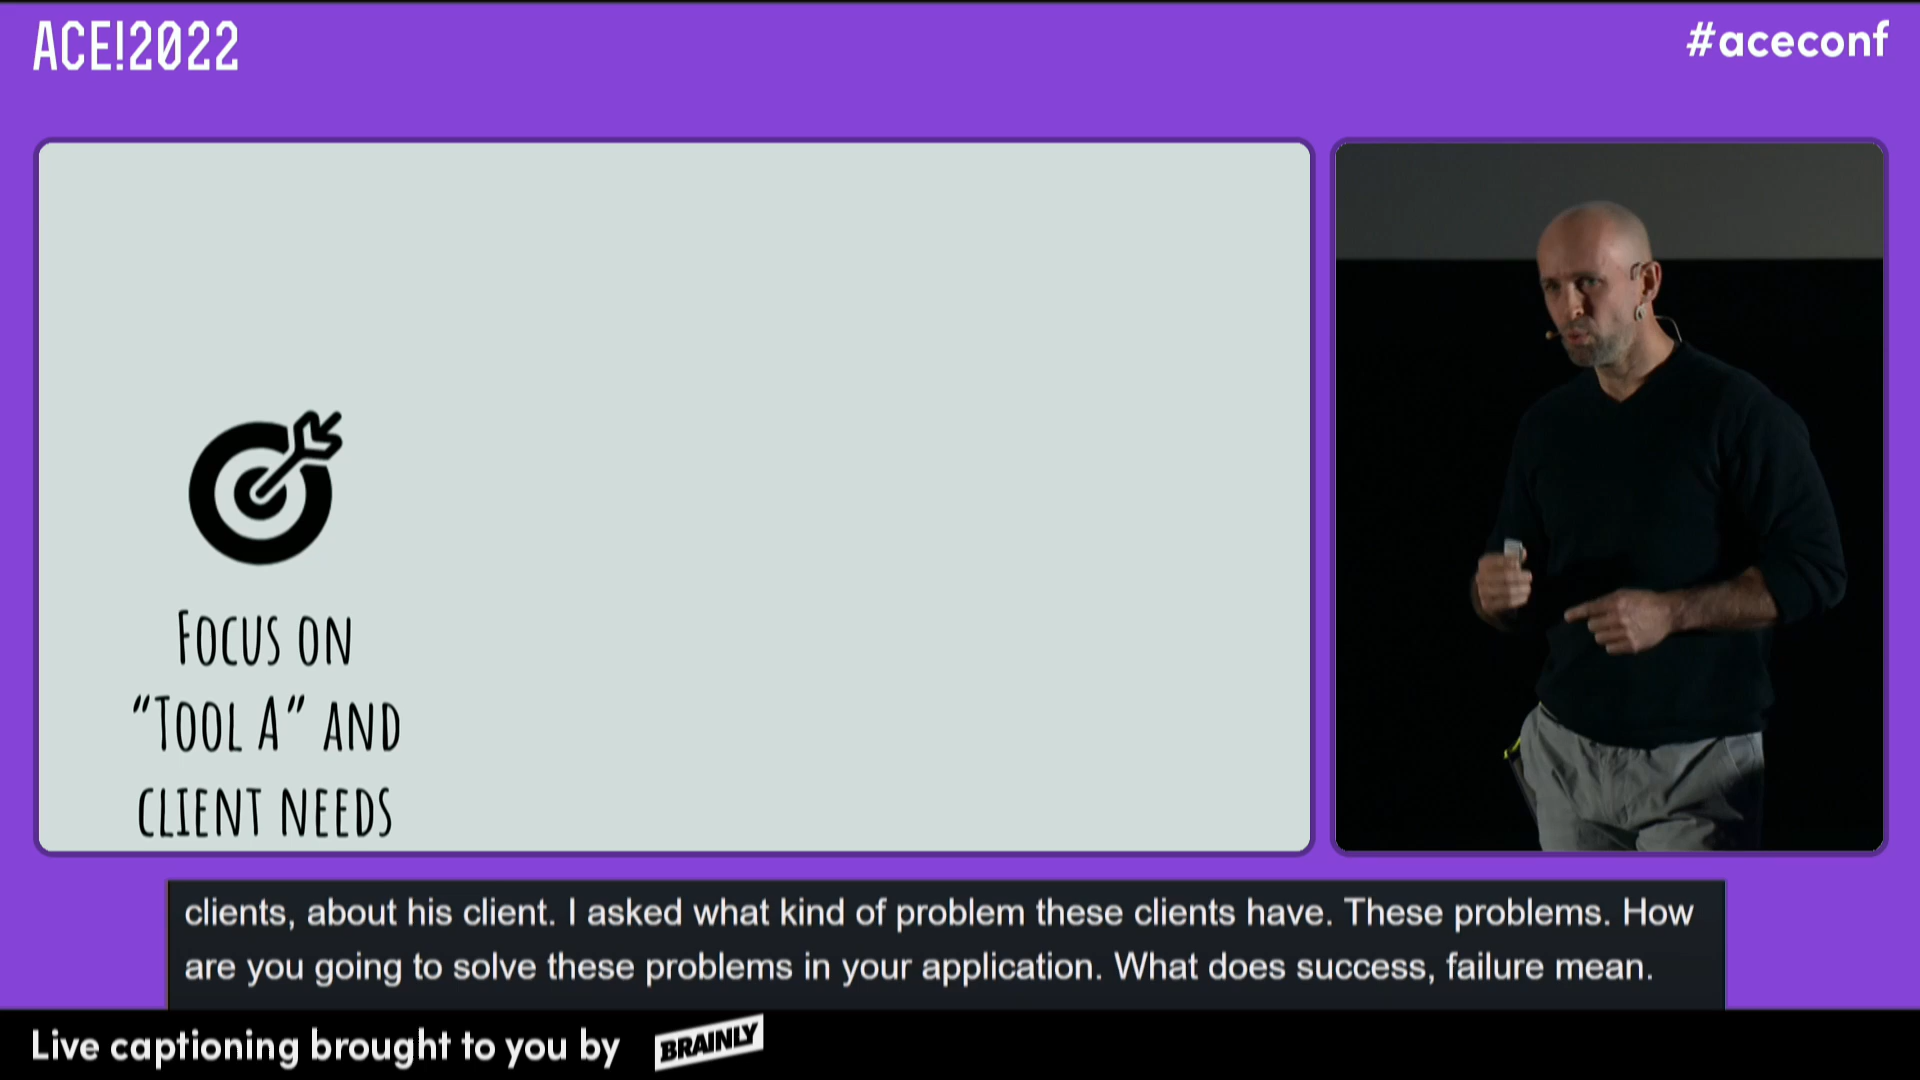 ACE!2022
#aceconf
FOCUS ON
“TOOL A” AND
CLIENT NEEDS
clients, about his client. I asked what kind of problem these clients have. These problems. How
are you going to solve these problems in your application. What does success, failure mean.
Live captioning brought to you by BRAINLY